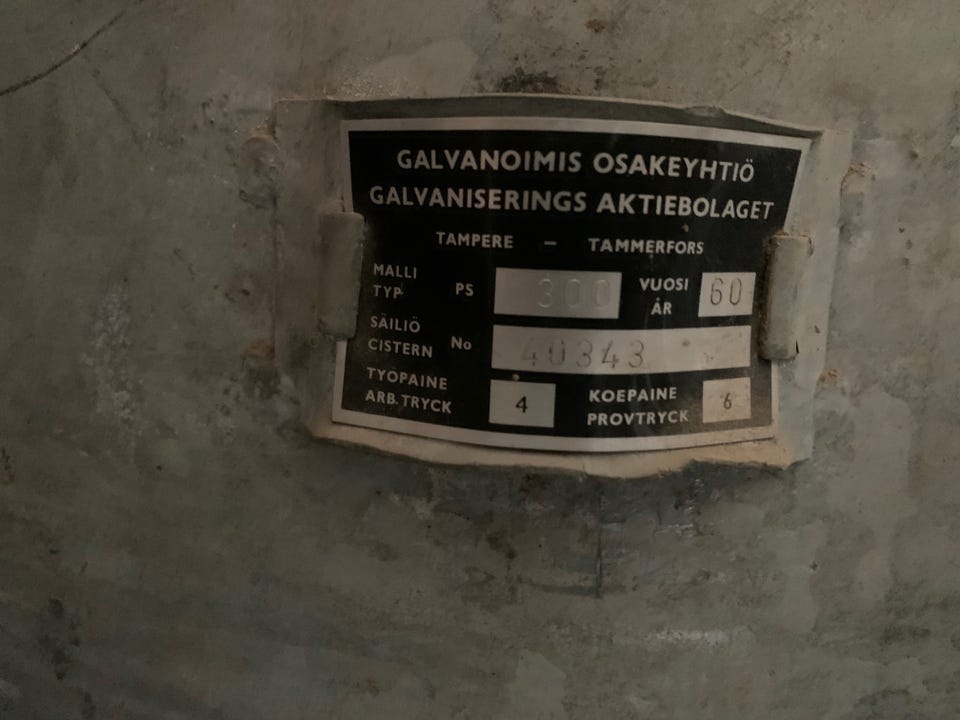 GALVANOIMIS OSAKEYHTIÖ
GALVANISERINGS AKTIEBOLAGET
TAMPERE – TAMMERFORS
MALLI TYP PS 300 VUOSI ÅR 60
SÄILIÖ CISTERN No 40343
TYÖPAINE ARB. TRYCK 4 KOEPAINE PROVTRYCK 6